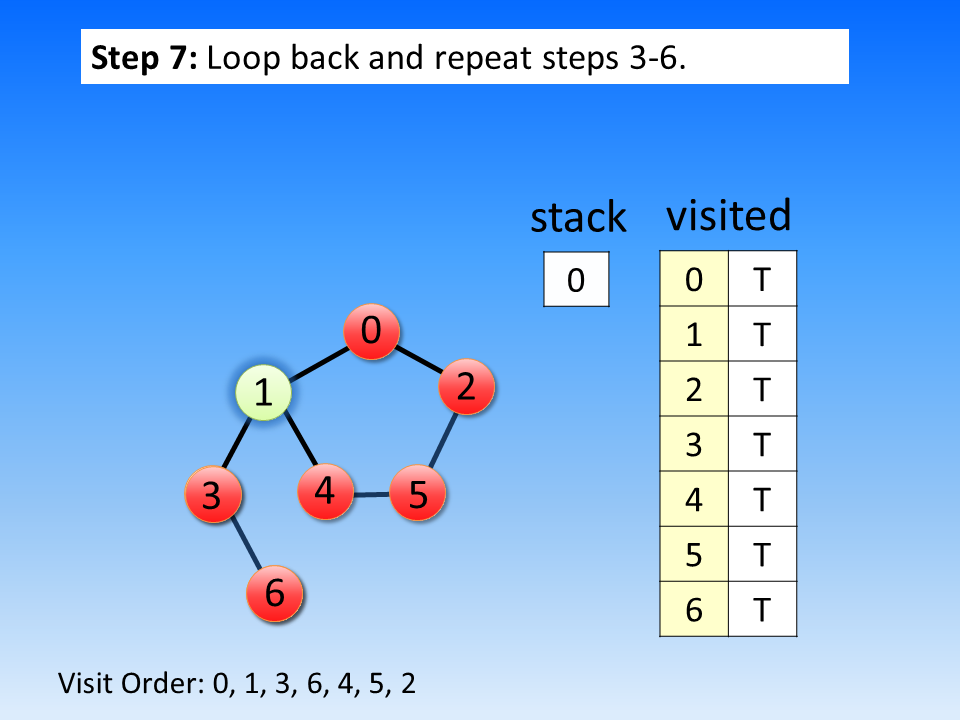 Step 7: Loop back and repeat steps 3-6.
stack visited
0
0 T
1 T
2 T
3 T
4 T
5 T
6 T
0
1
2
3
4
5
6
Visit Order: 0, 1, 3, 6, 4, 5, 2